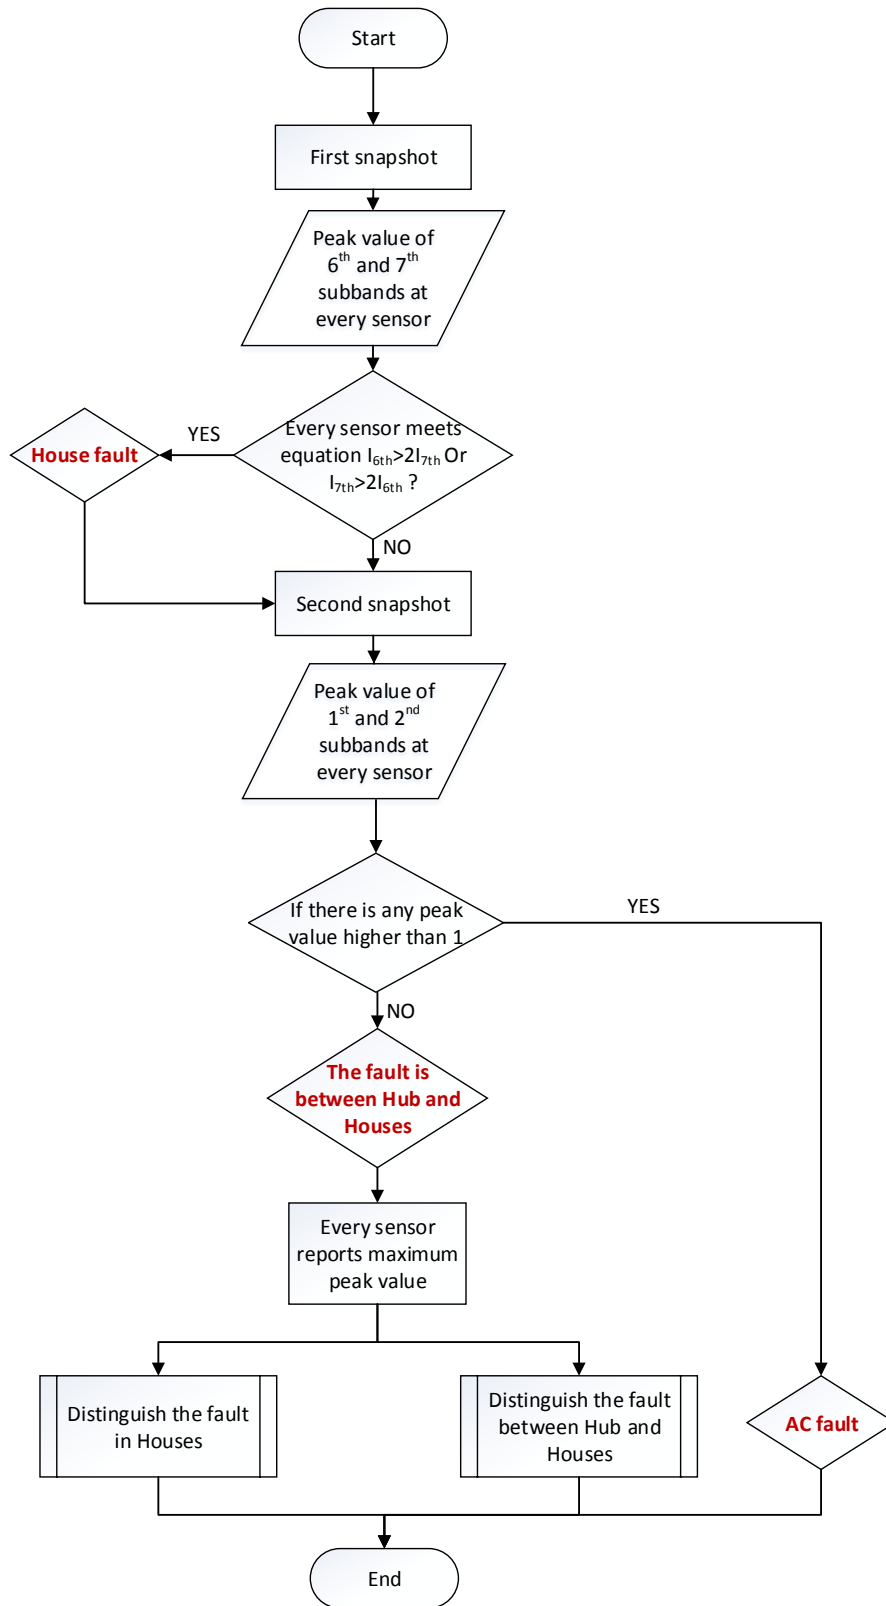 Start
First snapshot
Peak value of
6th and 7th
subbands at
every sensor
Every sensor meets
equation I6th>2I7th Or
I7th>2I6th ?
YES
House fault
NO
Second snapshot
Peak value of
1st and 2nd
subbands at
every sensor
If there is any peak
value higher than 1
YES
NO
The fault is
between Hub and
Houses
Every sensor
reports maximum
peak value
Distinguish the fault
in Houses
Distinguish the fault
between Hub and
Houses
AC fault
End